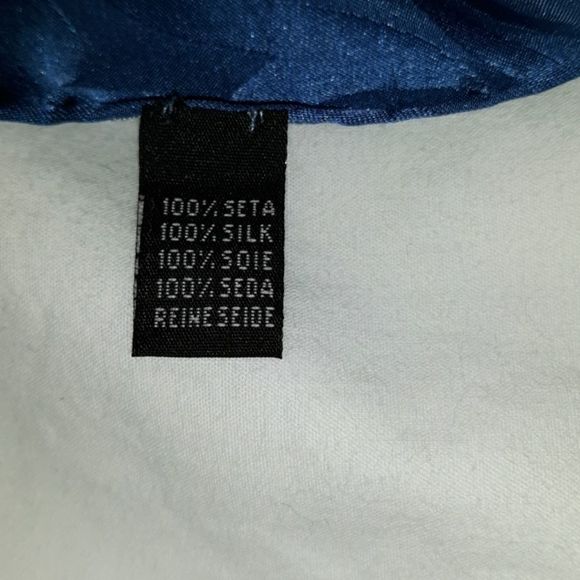 100% SETA
100% SILK
100% SOIE
100% SEDA
REINE SEIDE